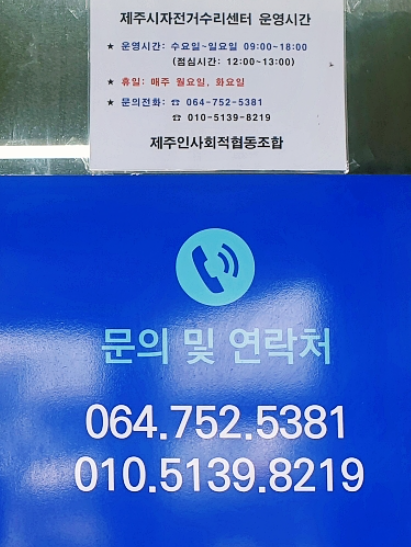 제주시자전거수리센터 운영시간
★ 운영시간: 수요일~일요일 09:00~18:00
(점심시간: 12:00~13:00)
★ 휴일: 매주 월요일, 화요일
★ 문의전화: ☎ 064-752-5381
☎ 010-5139-8219
제주인사회적협동조합
문의 및 연락처
064.752.5381
010.5139.8219